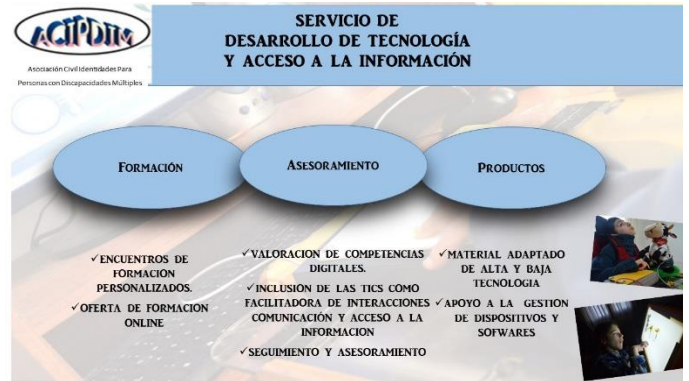 ACIPDIM
Asociación Civil Identidades Para
Personas con Discapacidades Múltiples
SERVICIO DE
DESARROLLO DE TECNOLOGÍA
Y ACCESO A LA INFORMACIÓN
FORMACIÓN
ASESORAMIENTO
PRODUCTOS
✓ENCUENTROS DE
FORMACIÓN
PERSONALIZADOS.
✓OFERTA DE FORMACION
ONLINE
✓VALORACION DE COMPETENCIAS
DIGITALES.
✓INCLUSIÓN DE LAS TICS COMO
FACILITADORA DE INTERACCIONES
COMUNICACIÓN Y ACCESO A LA
INFORMACION
✓SEGUIMIENTO Y ASESORAMIENTO
✓MATERIAL ADAPTADO
DE ALTA Y BAJA
TECNOLOGIA
✓APOYO A LA GESTION
DE DISPOSITIVOS Y
SOFWARES